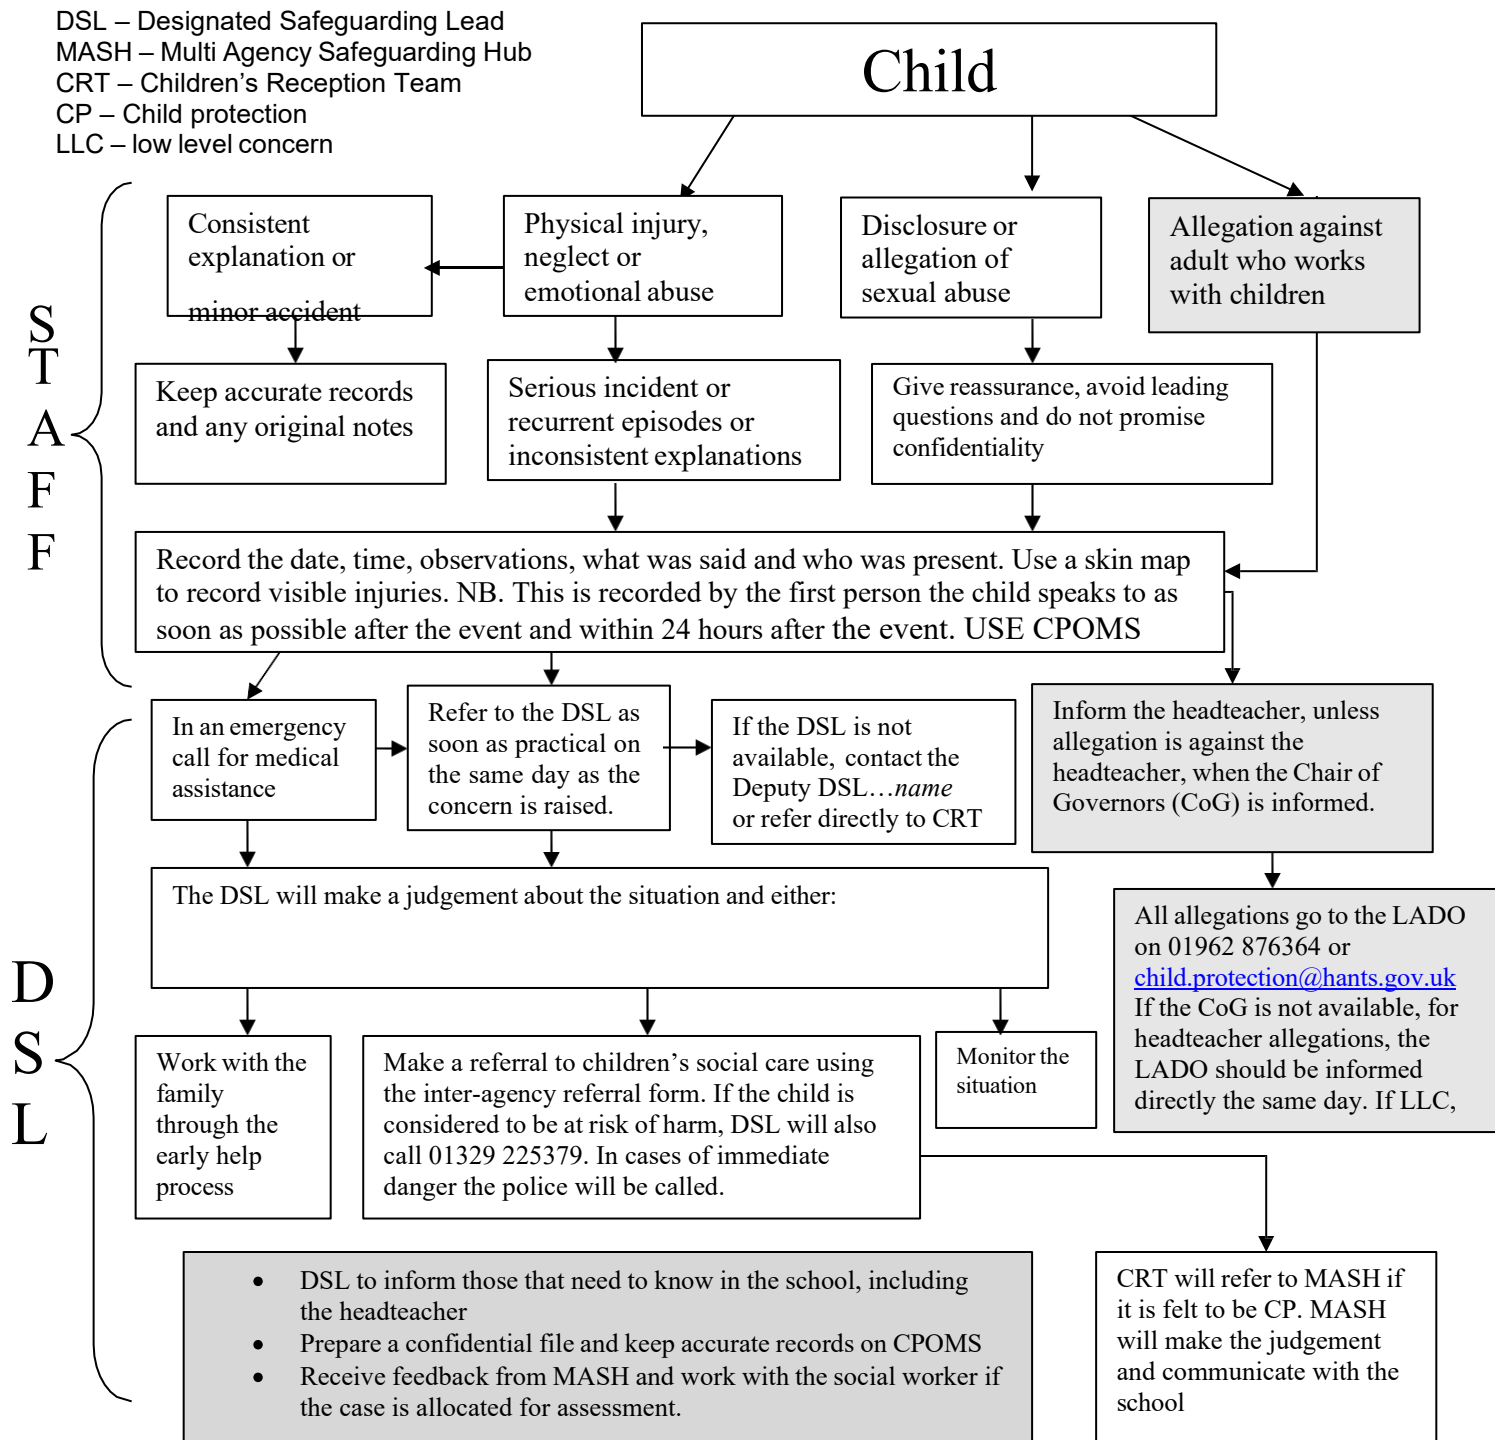 DSL – Designated Safeguarding Lead
MASH – Multi Agency Safeguarding Hub
CRT – Children's Reception Team
CP – Child protection
LLC – low level concern
Child
Consistent
explanation or
minor accident
Physical injury,
neglect or
emotional abuse
Disclosure or
allegation of
sexual abuse
Allegation against
adult who works
with children
S
T
A
F
F
Keep accurate records
and any original notes
Serious incident or
recurrent episodes or
inconsistent explanations
Give reassurance, avoid leading
questions and do not promise
confidentiality
Record the date, time, observations, what was said and who was present. Use a skin map
to record visible injuries. NB. This is recorded by the first person the child speaks to as
soon as possible after the event and within 24 hours after the event. USE CPOMS
In an emergency
call for medical
assistance
Refer to the DSL as
soon as practical on
the same day as the
concern is raised.
If the DSL is not
available, contact the
Deputy DSL…name
or refer directly to CRT
Inform the headteacher, unless
allegation is against the
headteacher, when the Chair of
Governors (CoG) is informed.
The DSL will make a judgement about the situation and either:
All allegations go to the LADO
on 01962 876364 or
child.protection@hants.gov.uk
If the CoG is not available, for
headteacher allegations, the
LADO should be informed
directly the same day. If LLC,
D
S
L
Work with the
family
through the
early help
process
Make a referral to children's social care using
the inter-agency referral form. If the child is
considered to be at risk of harm, DSL will also
call 01329 225379. In cases of immediate
danger the police will be called.
Monitor the
situation
• DSL to inform those that need to know in the school, including
the headteacher
• Prepare a confidential file and keep accurate records on CPOMS
• Receive feedback from MASH and work with the social worker if
the case is allocated for assessment.
CRT will refer to MASH if
it is felt to be CP. MASH
will make the judgement
and communicate with the
school